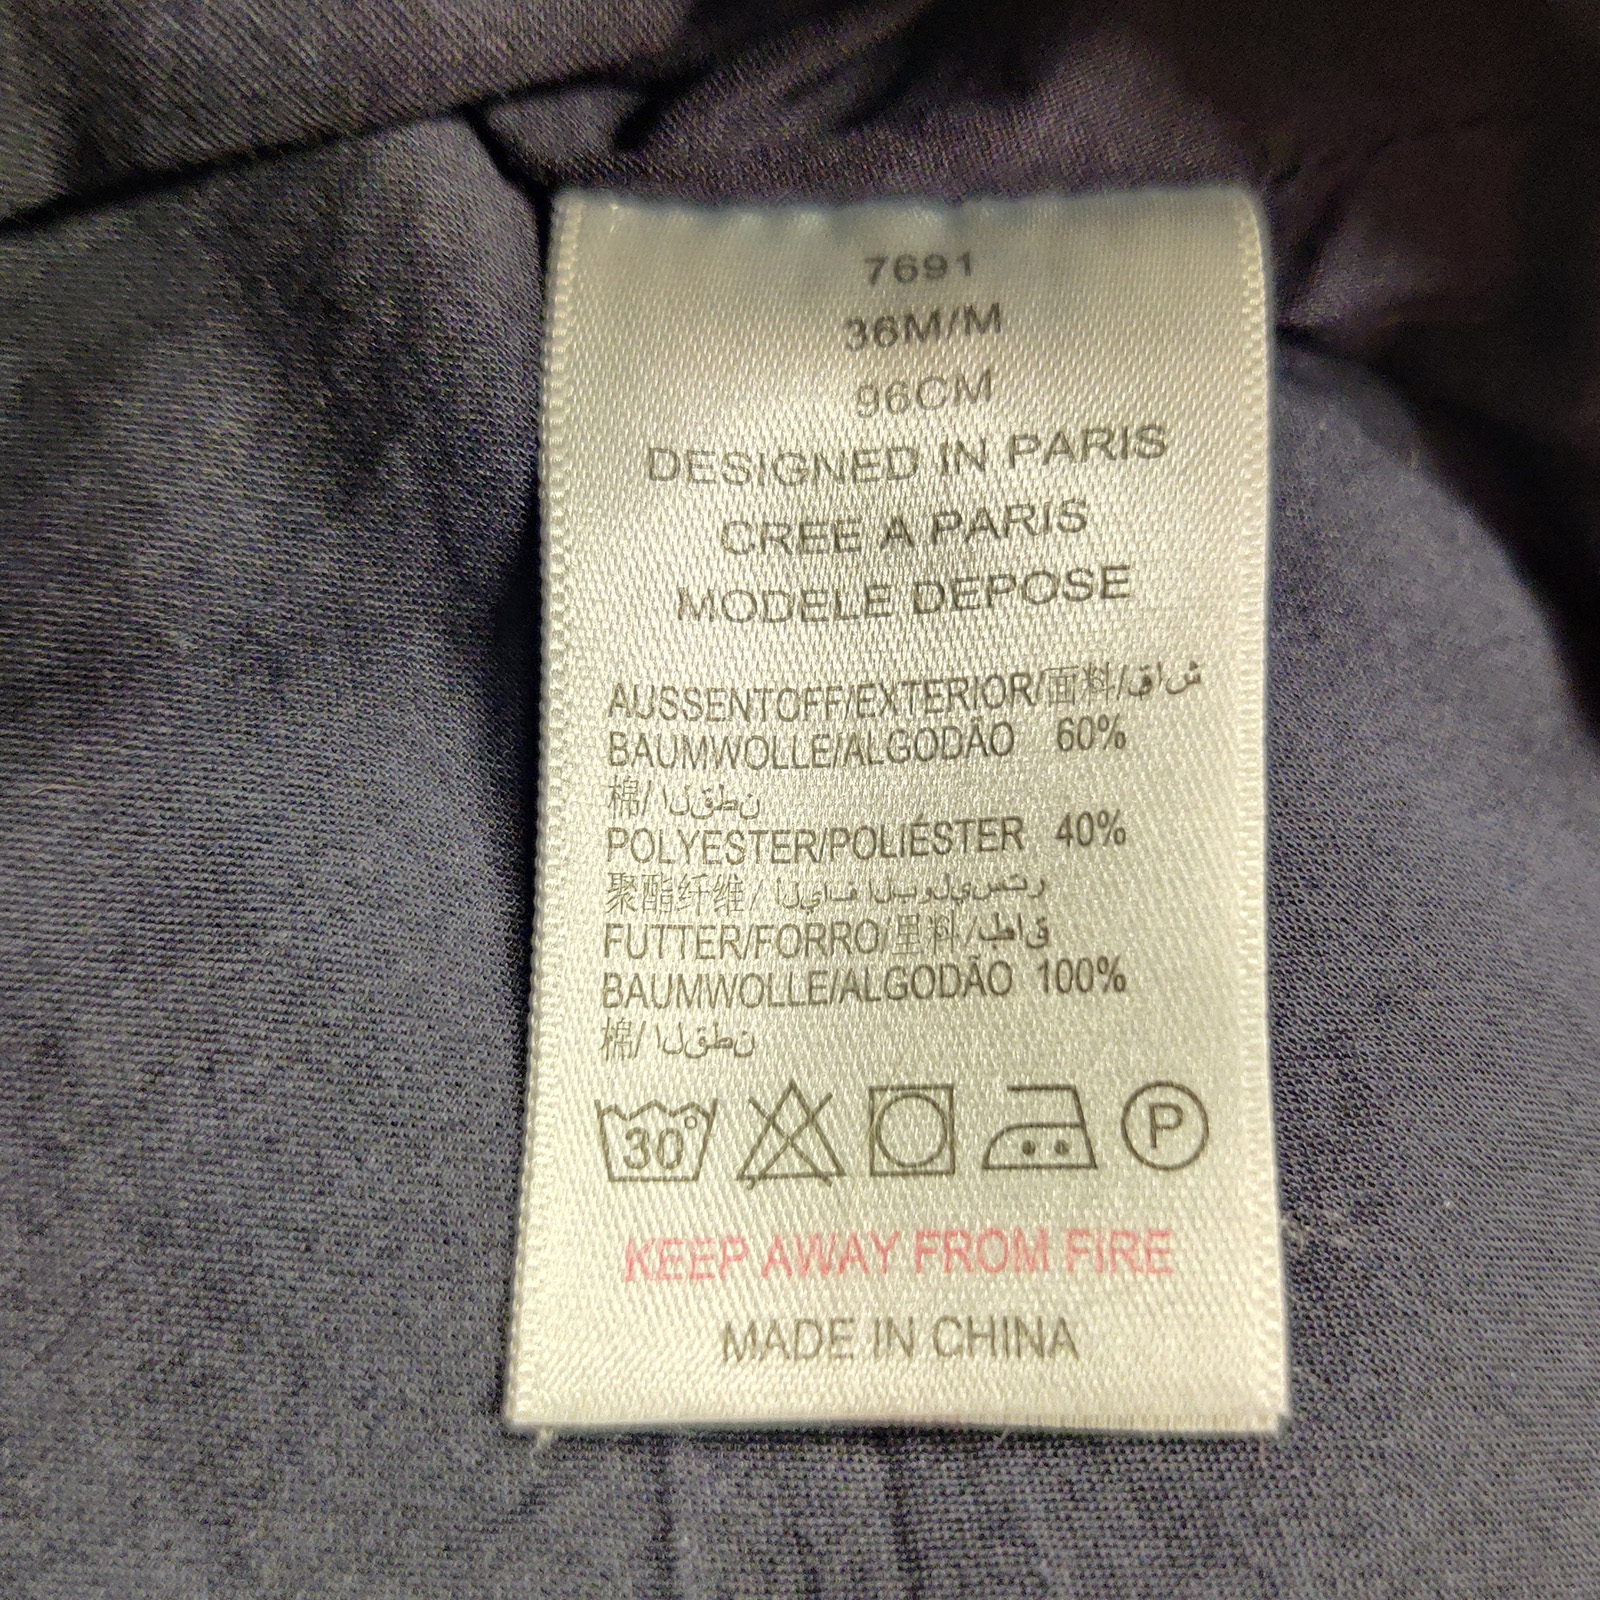 7691
36M/M
96CM
DESIGNED IN PARIS
CREE A PARIS
MODELE DEPOSE
AUSSENTOFF/EXTERIOR/面料/ش ا ق
BAUMWOLLE/ALGODÃO 60%
棉/ ا ل ق ط ن
POLYESTER/POLIÉSTER 40%
聚酯纤维/ ا ل ي ا ف ا ل ب و ل ي س ت ر
FUTTER/FORRO/里料/ق ا ط ب
BAUMWOLLE/ALGODÃO 100%
棉/ ا ل ق ط ن
30°
P
KEEP AWAY FROM FIRE
MADE IN CHINA